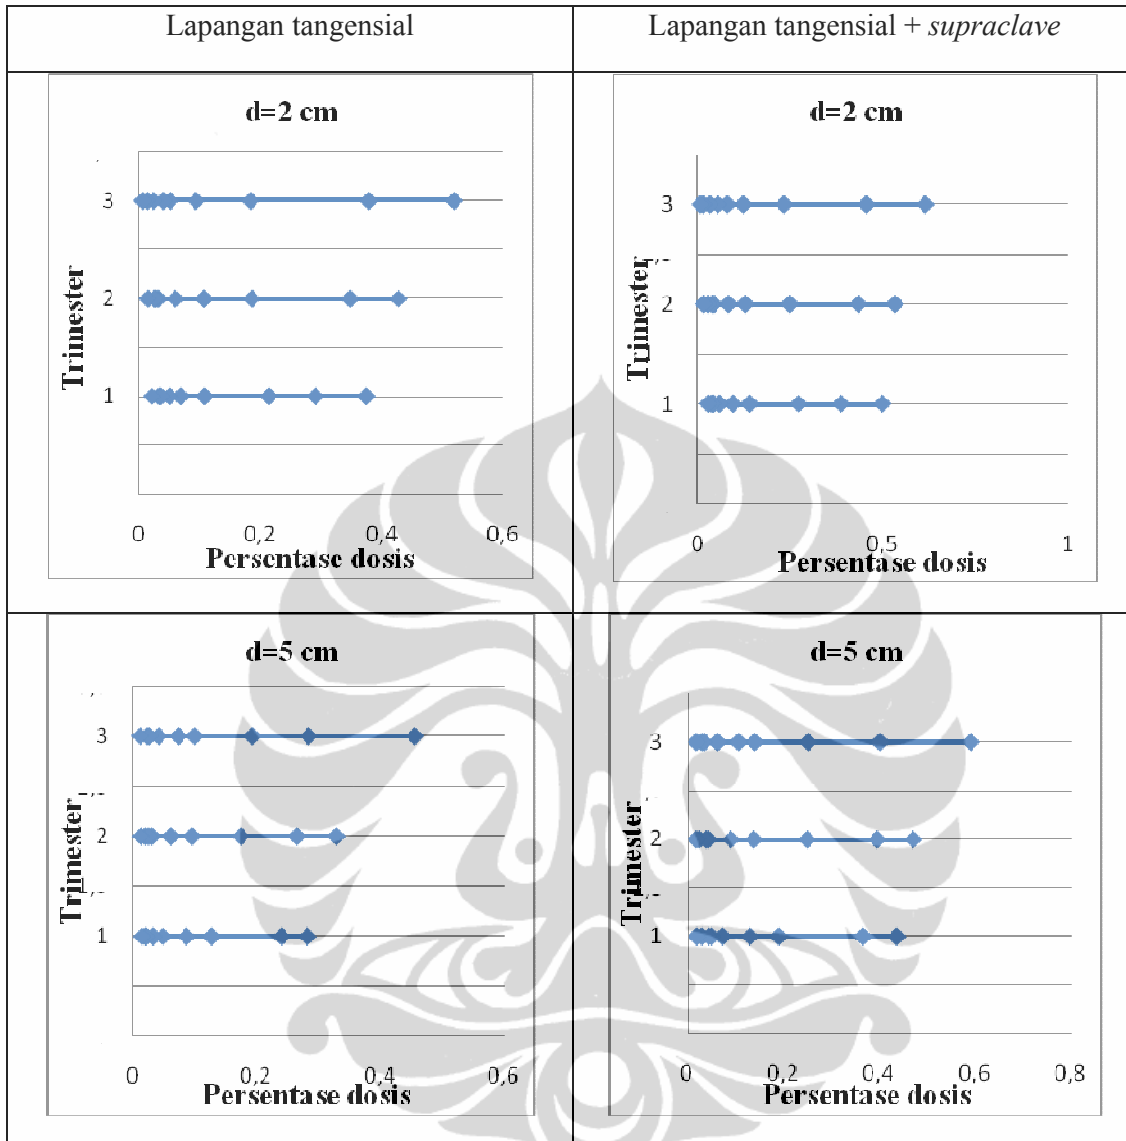 Lapangan tangensial
Lapangan tangensial + supraclave
d=2 cm
3
2
1
Trimester
0 0,2 0,4 0,6
Persentase dosis
d=2 cm
3
2
1
Trimester
0 0,5 1
Persentase dosis
d=5 cm
3
2
1
Trimester
0 0,2 0,4 0,6
Persentase dosis
d=5 cm
3
2
1
Trimester
0 0,2 0,4 0,6 0,8
Persentase dosis